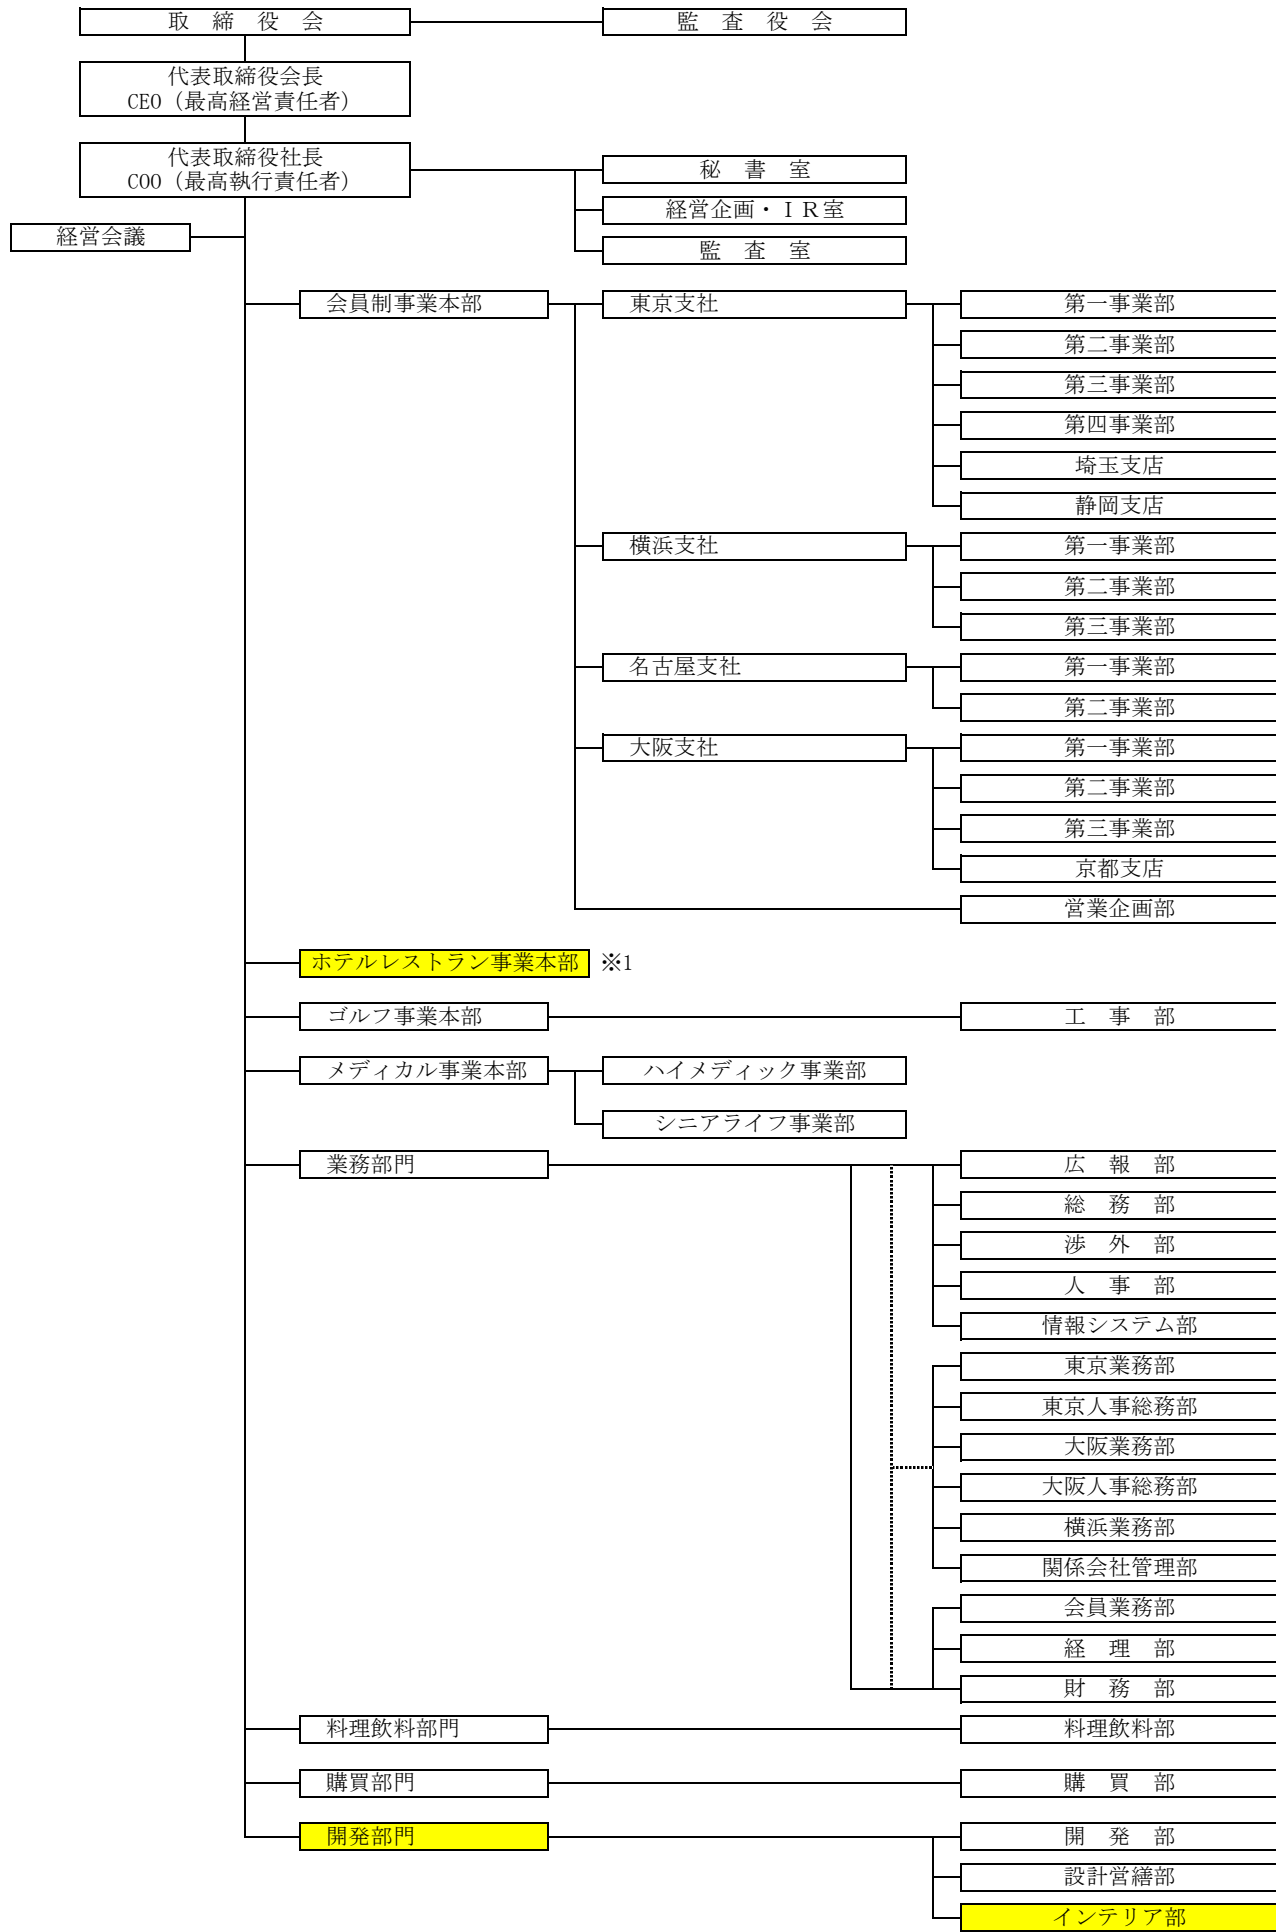 取　締　役　会
監　査　役　会
代表取締役会長
CEO（最高経営責任者）
代表取締役社長
COO（最高執行責任者）
秘　書　室
経営企画・ＩＲ室
経営会議
監　査　室
会員制事業本部
東京支社
第一事業部
第二事業部
第三事業部
第四事業部
埼玉支店
静岡支店
横浜支社
第一事業部
第二事業部
第三事業部
名古屋支社
第一事業部
第二事業部
大阪支社
第一事業部
第二事業部
第三事業部
京都支店
営業企画部
ホテルレストラン事業本部　※1
ゴルフ事業本部
工　事　部
メディカル事業本部
ハイメディック事業部
シニアライフ事業部
業務部門
広　報　部
総　務　部
渉　外　部
人　事　部
情報システム部
東京業務部
東京人事総務部
大阪業務部
大阪人事総務部
横浜業務部
関係会社管理部
会員業務部
経　理　部
財　務　部
料理飲料部門
料理飲料部
購買部門
購　買　部
開発部門
開　発　部
設計営繕部
インテリア部